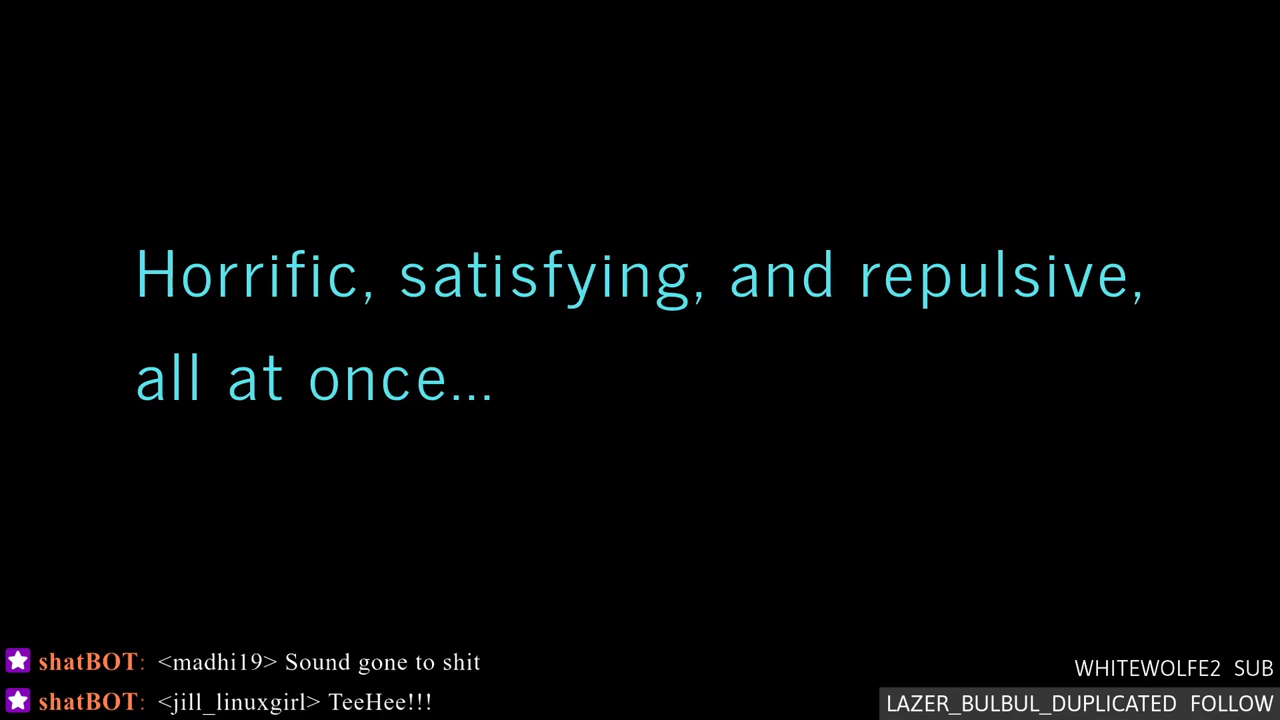 Horrific, satisfying, and repulsive,
all at once...
shatBOT: <madhi19> Sound gone to shit
shatBOT: <jill_linuxgirl> TeeHee!!!
WHITEWOLFE2 SUB
LAZER_BULBUL_DUPLICATED FOLLOW